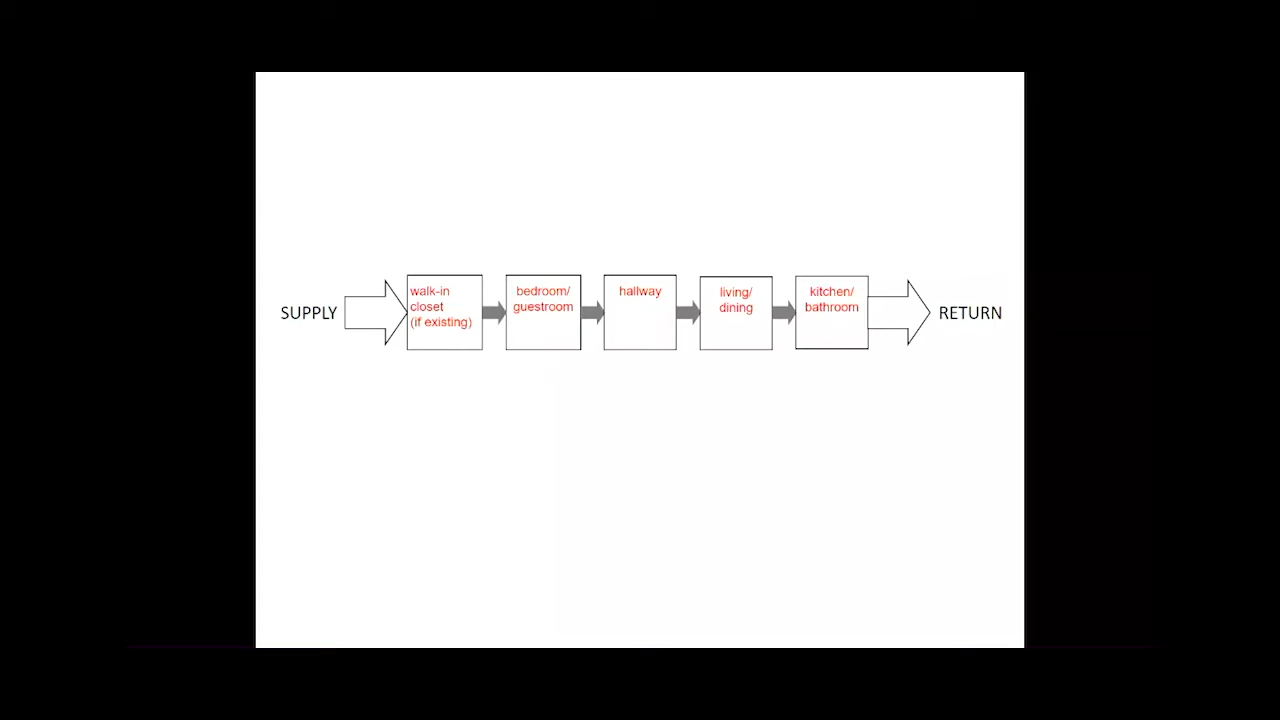 SUPPLY
walk-in
closet
(if existing)
bedroom/
guestroom
hallway
living/
dining
kitchen/
bathroom
RETURN